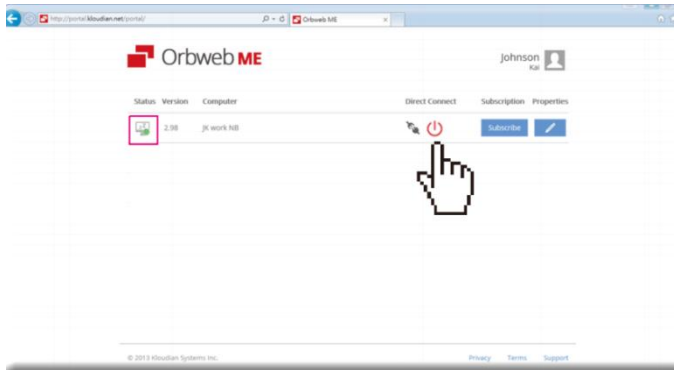 http://portal.kloudian.net/portal/
Orbweb ME
Orbweb ME
Johnson
Kai
Status Version Computer Direct Connect Subscription Properties
2.98 JK work NB Subscribe
© 2013 Kloudian Systems Inc. Privacy Terms Support